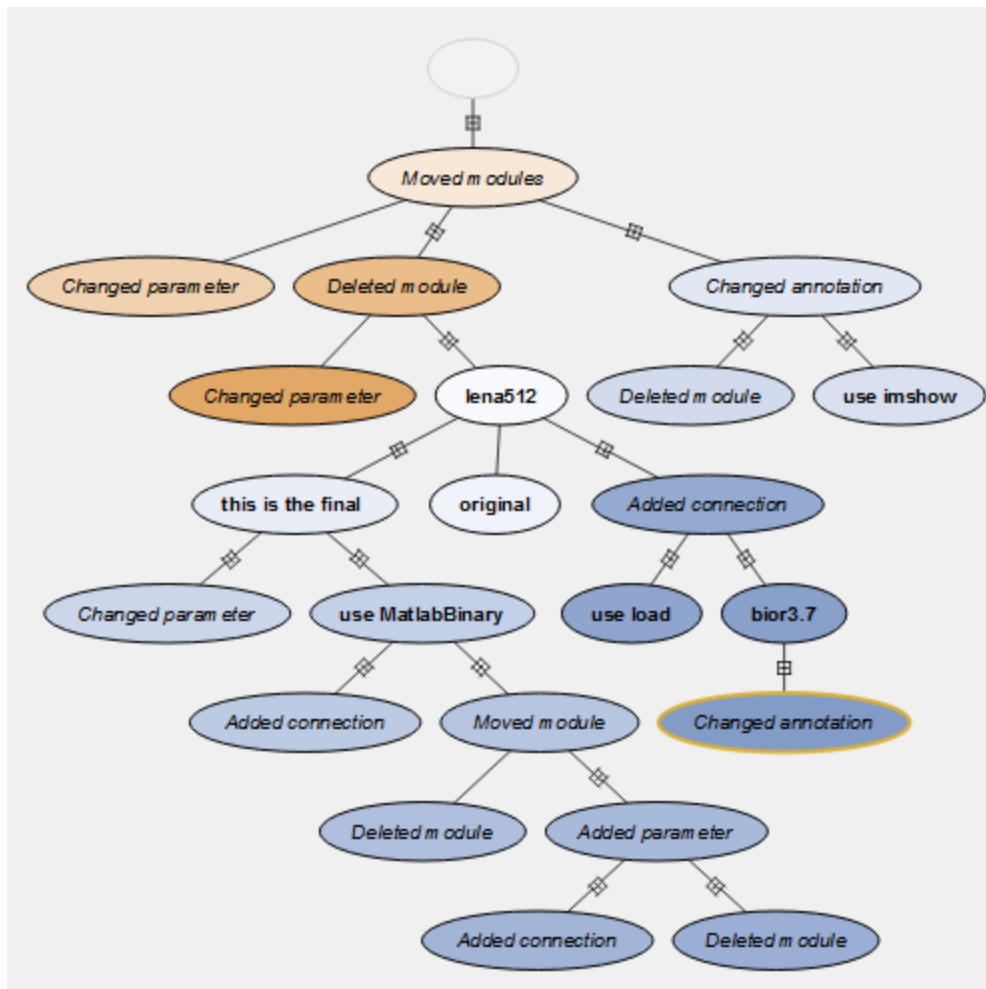 Moved modules
Changed parameter
Deleted module
Changed annotation
Changed parameter
lena512
Deleted module
use imshow
this is the final
original
Added connection
Changed parameter
use MatlabBinary
use load
bior3.7
Added connection
Moved module
Changed annotation
Deleted module
Added parameter
Added connection
Deleted module